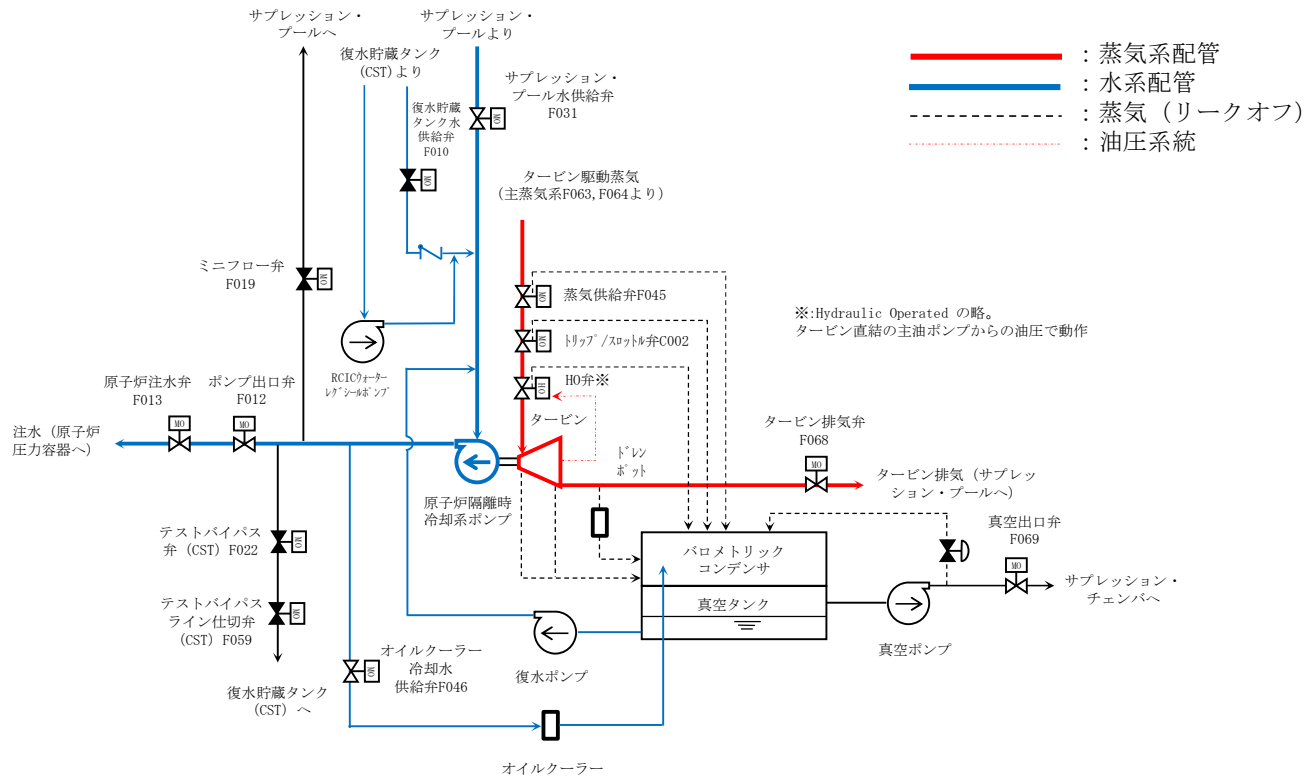 サプレッション・
プールへ
サプレッション・
プールより
復水貯蔵タンク
(CST)より
サプレッション・
プール水供給弁
F031
MO
復水貯蔵
タンク水
供給弁
F010
MO
：蒸気系配管
：水系配管
：蒸気（リークオフ）
：油圧系統
タービン駆動蒸気
（主蒸気系F063,F064より）
ミニフロー弁
F019
MO
蒸気供給弁F045
MO
ﾄﾘｯﾌﾟ/ｽﾛｯﾄﾙ弁C002
MO
HO弁※
HO
※:Hydraulic Operated の略。
タービン直結の主油ポンプからの油圧で動作
RCICｳｫｰﾀｰ
ﾚｸﾞｼｰﾙﾎﾟﾝﾌﾟ
原子炉注水弁
F013
MO
ポンプ出口弁
F012
MO
注水（原子炉
圧力容器へ）
タービン
ﾄﾞﾚﾝ
ﾎﾟｯﾄ
タービン排気弁
F068
MO
タービン排気（サプレッ
ション・プールへ）
原子炉隔離時
冷却系ポンプ
テストバイパス
弁（CST）F022
MO
テストバイパス
ライン仕切弁
（CST）F059
MO
復水貯蔵タンク
（CST）へ
オイルクーラー
冷却水
供給弁F046
MO
バロメトリック
コンデンサ
真空タンク
復水ポンプ
真空出口弁
F069
MO
サプレッション・
チェンバへ
真空ポンプ
オイルクーラー